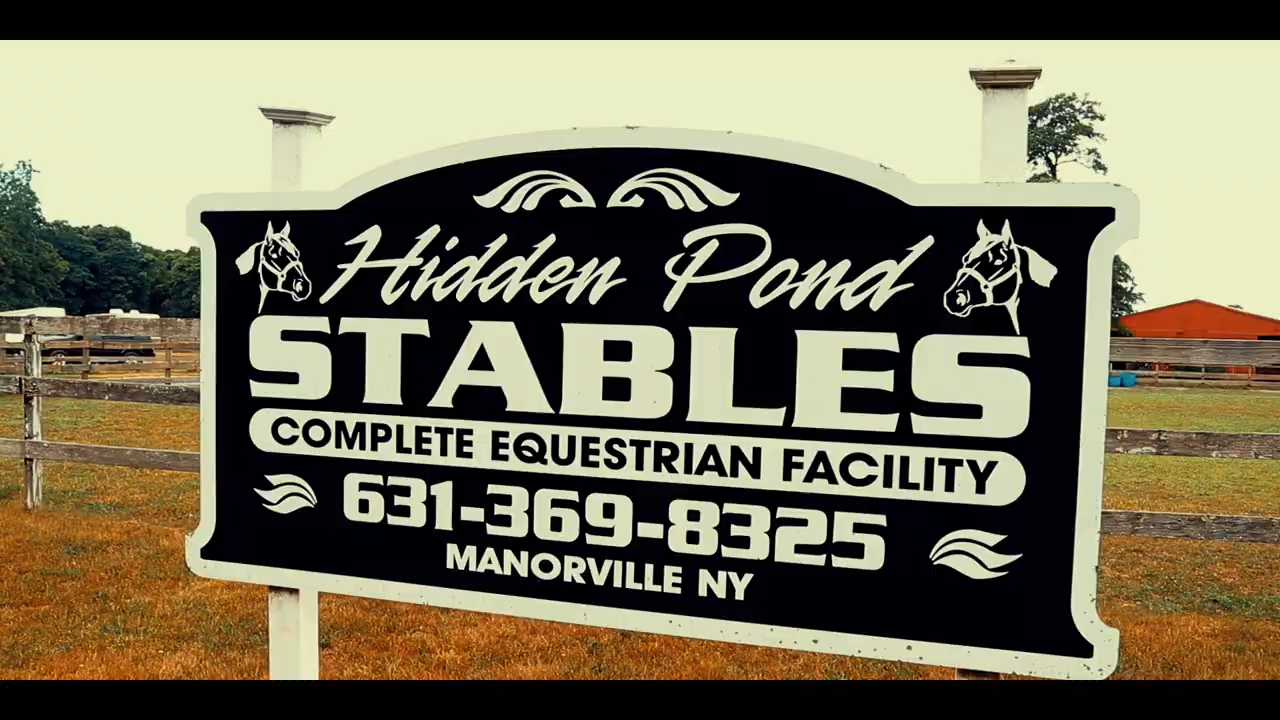 Hidden Pond
STABLES
COMPLETE EQUESTRIAN FACILITY
631-369-8325
MANORVILLE NY